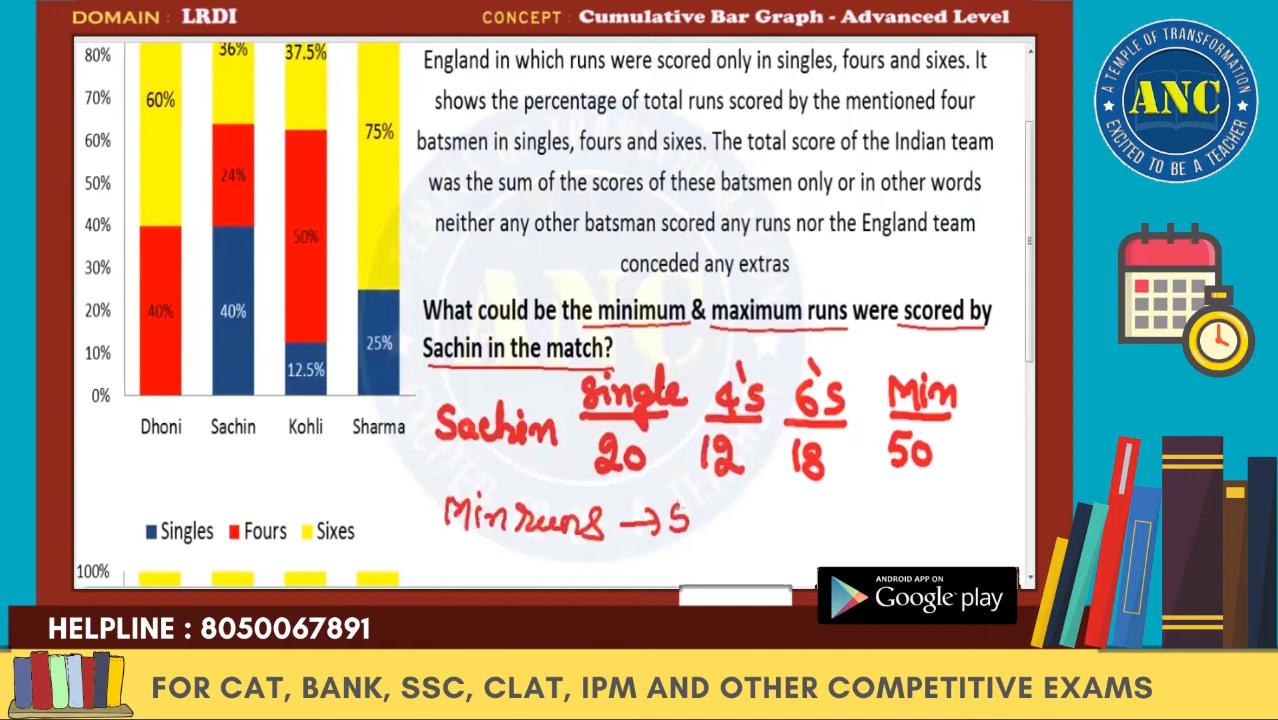 DOMAIN : LRDI
CONCEPT : Cumulative Bar Graph - Advanced Level
80%
70%
60%
50%
40%
30%
20%
10%
0%
60%
40%
36%
24%
40%
37.5%
50%
12.5%
75%
25%
Dhoni Sachin Kohli Sharma
Singles Fours Sixes
100%
England in which runs were scored only in singles, fours and sixes. It
shows the percentage of total runs scored by the mentioned four
batsmen in singles, fours and sixes. The total score of the Indian team
was the sum of the scores of these batsmen only or in other words
neither any other batsman scored any runs nor the England team
conceded any extras
What could be the minimum & maximum runs were scored by
Sachin in the match?
Single 4's 6's Min
Sachin 20 12 18 50
Min runs → 5
A TEMPLE OF TRANSFORMATION
ANC
EXCITED TO BE A TEACHER
ANDROID APP ON
Google play
HELPLINE : 8050067891
FOR CAT, BANK, SSC, CLAT, IPM AND OTHER COMPETITIVE EXAMS